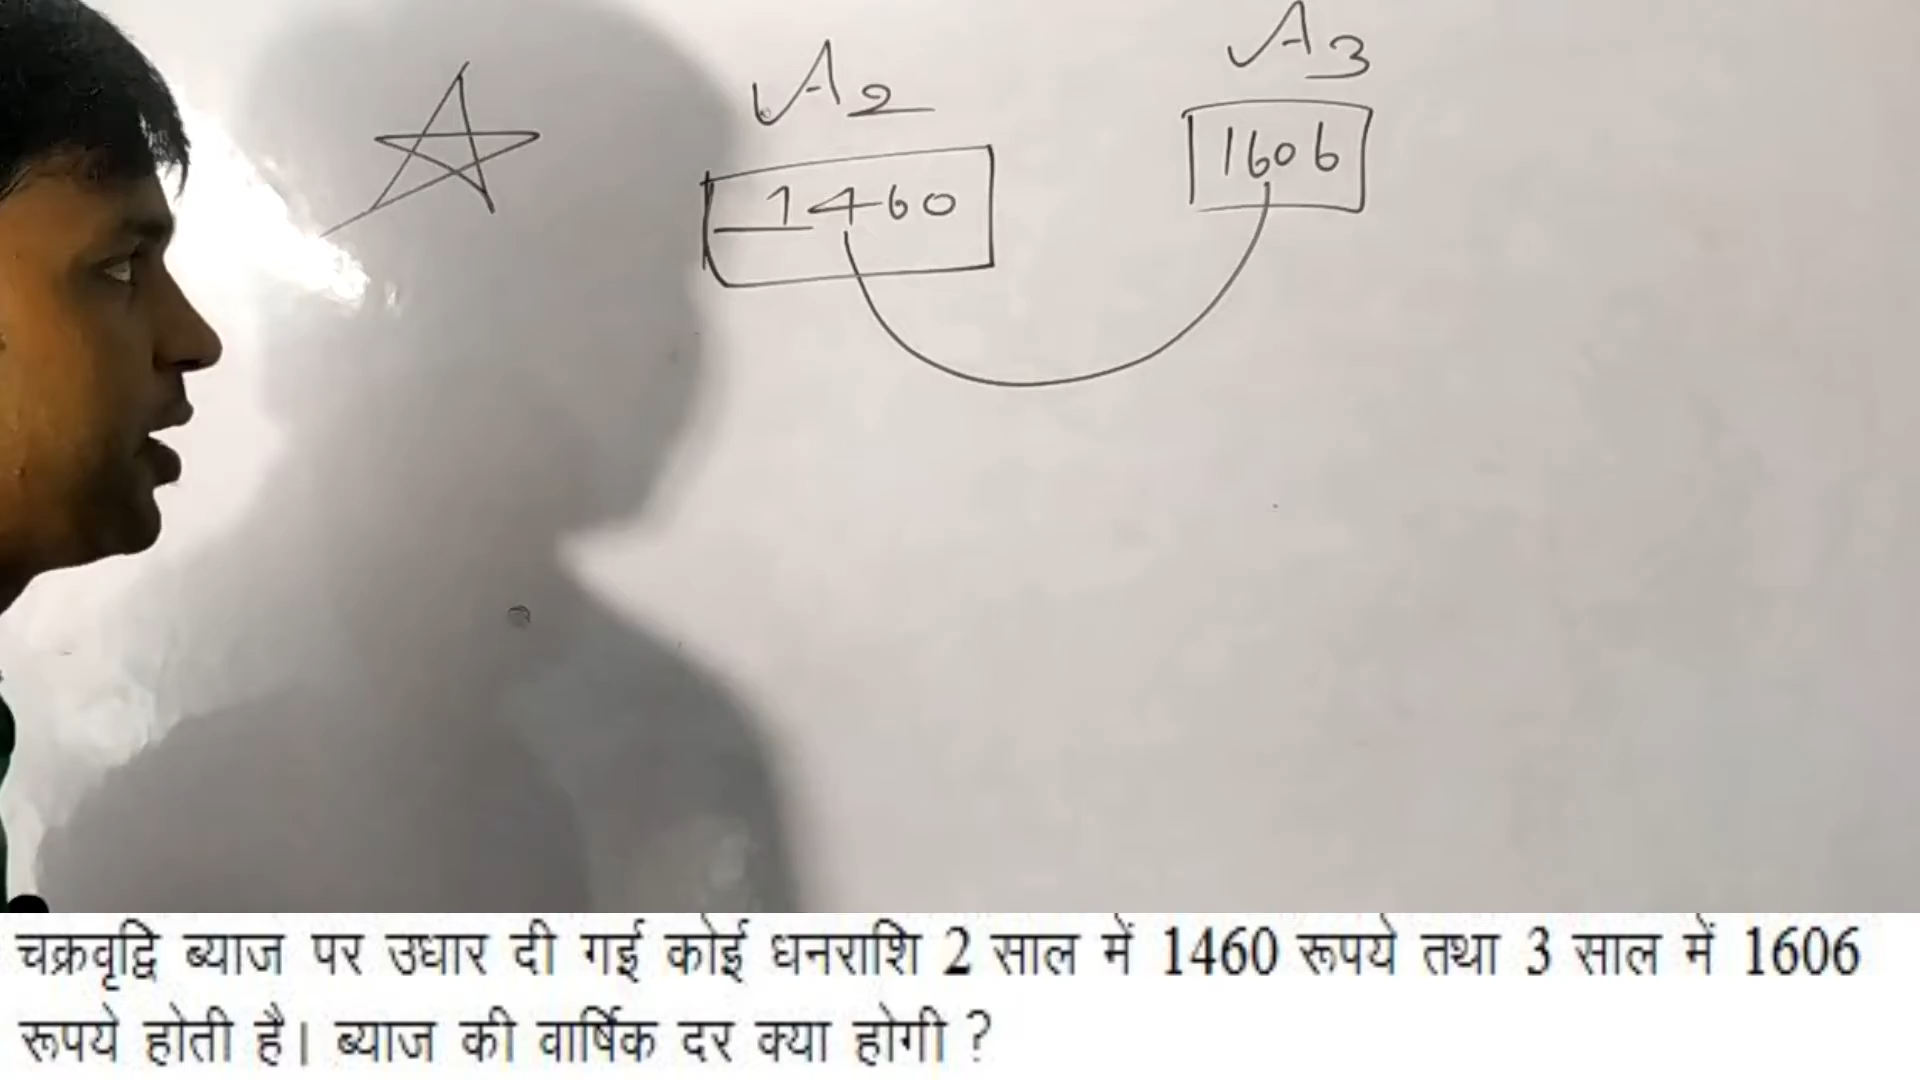 A2
A3
1460
1606
चक्रवृद्वि ब्याज पर उधार दी गई कोई धनराशि 2 साल में 1460 रूपये तथा 3 साल में 1606
रूपये होती है। ब्याज की वार्षिक दर क्या होगी ?